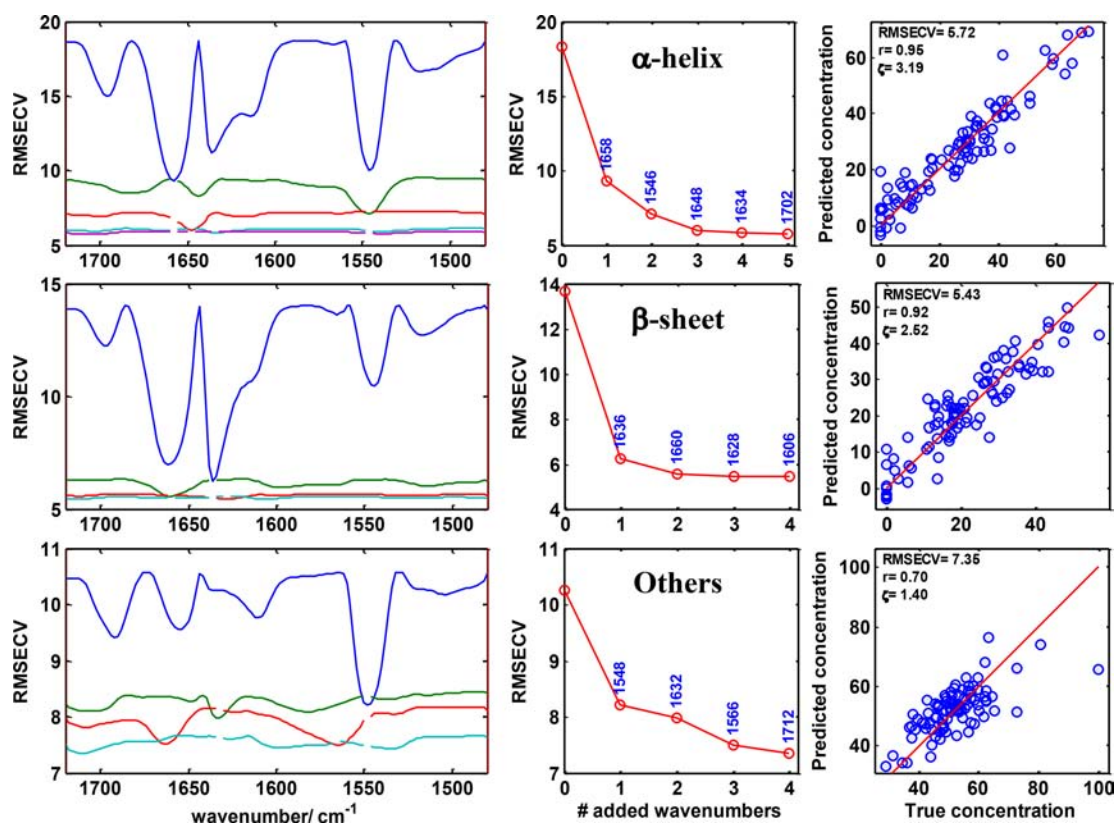 20
15
10
5
RMSECV
1700 1650 1600 1550 1500
20
15
10
5
RMSECV
α-helix
1658
1546
1648
1634
1702
0 1 2 3 4 5
RMSECV= 5.72
r= 0.95
ζ= 3.19
60
40
20
0
Predicted concentration
0 20 40 60
15
10
5
RMSECV
1700 1650 1600 1550 1500
14
12
10
8
6
4
RMSECV
β-sheet
1636
1660
1628
1606
0 1 2 3 4
RMSECV= 5.43
r= 0.92
ζ= 2.52
50
40
30
20
10
0
Predicted concentration
0 20 40
11
10
9
8
7
RMSECV
1700 1650 1600 1550 1500
wavenumber/ cm⁻¹
11
10
9
8
7
RMSECV
Others
1548
1632
1566
1712
0 1 2 3 4
# added wavenumbers
RMSECV= 7.35
r= 0.70
ζ= 1.40
100
80
60
40
Predicted concentration
40 60 80 100
True concentration